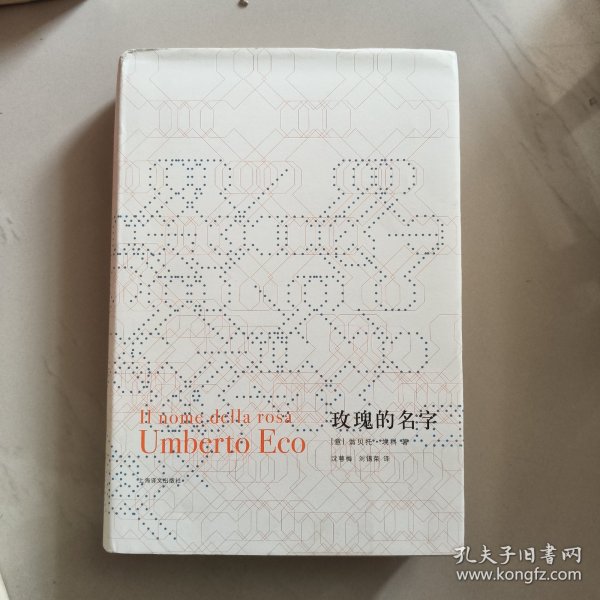 Il nome della rosa
Umberto Eco
玫瑰的名字
[意] 翁贝托·埃科 著
沈萼梅 刘锡荣 译
上海译文出版社
孔夫子旧書网
www.kongfz.com